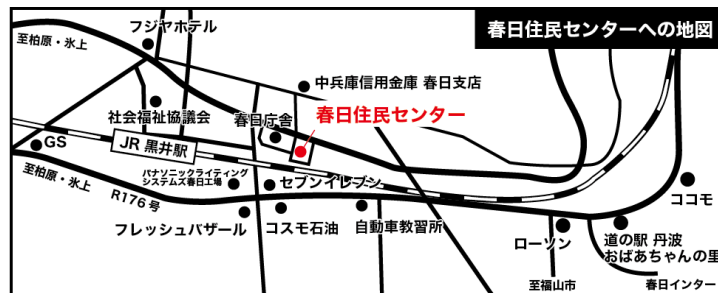 春日住民センターへの地図
フジヤホテル
至柏原・氷上
中兵庫信用金庫 春日支店
社会福祉協議会
春日庁舎
春日住民センター
GS
JR 黒井駅
至柏原・氷上
R176号
パナソニックライティング
システムズ春日工場
セブンイレブン
フレッシュバザール
コスモ石油
自動車教習所
ココモ
ローソン
道の駅 丹波
おばあちゃんの里
至福山市
春日インター